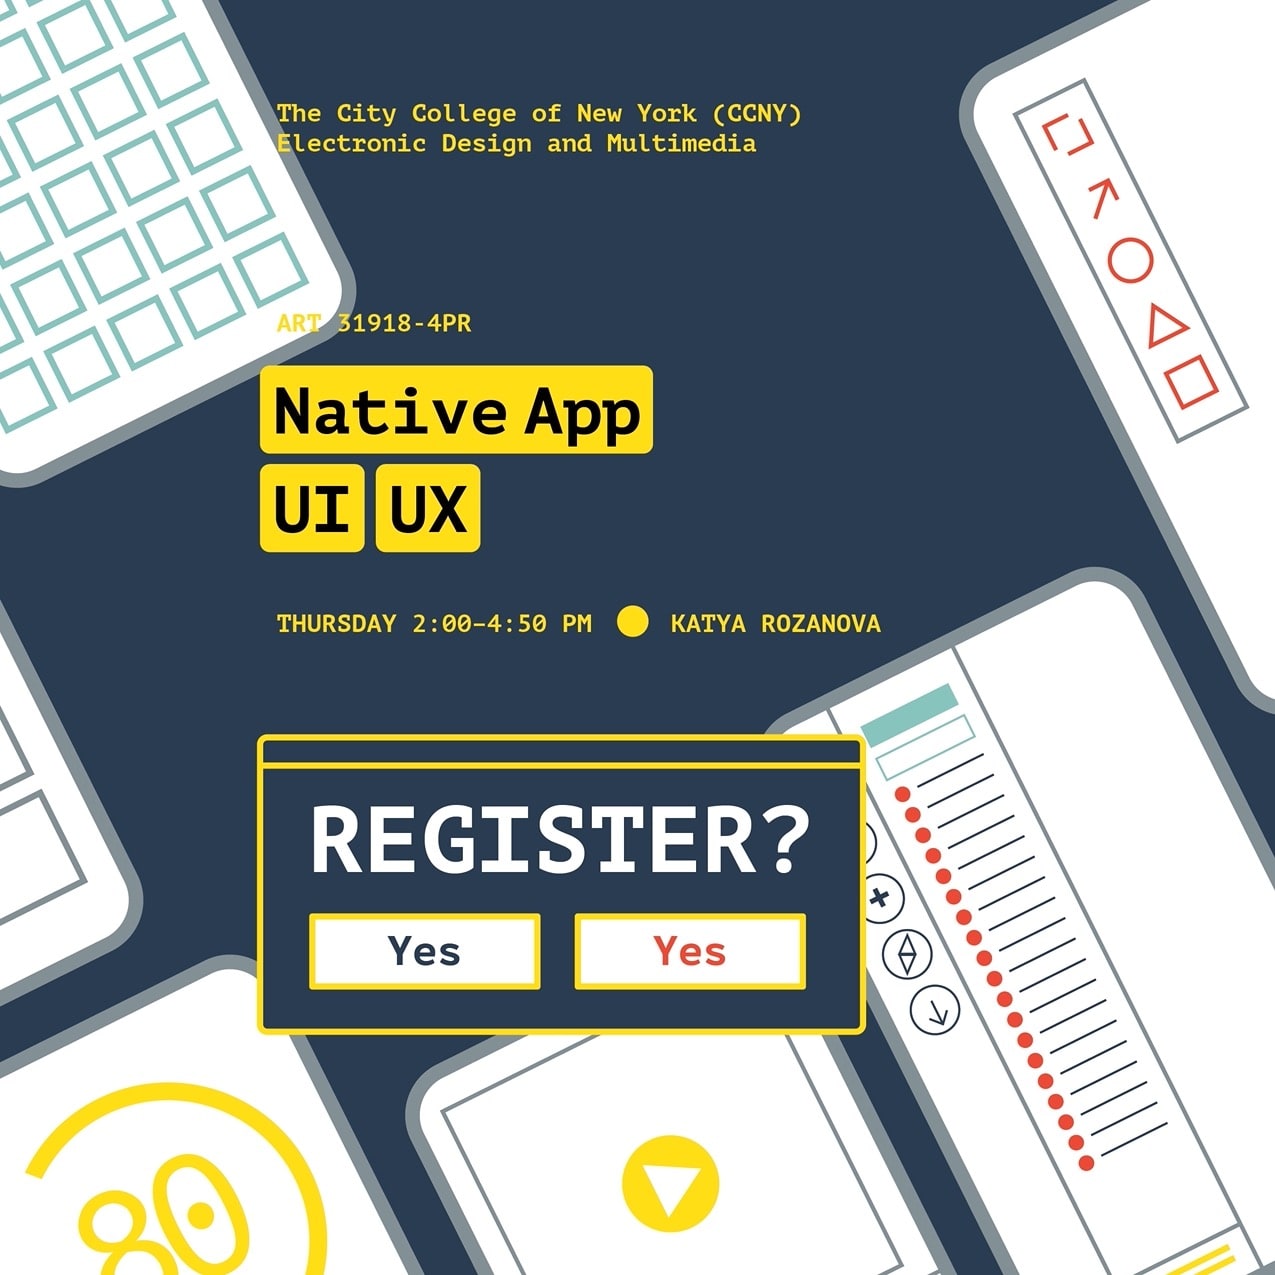 The City College of New York (CCNY)
Electronic Design and Multimedia
ART 31918-4PR
Native App
UI UX
THURSDAY 2:00–4:50 PM KATYA ROZANOVA
REGISTER?
Yes Yes
80